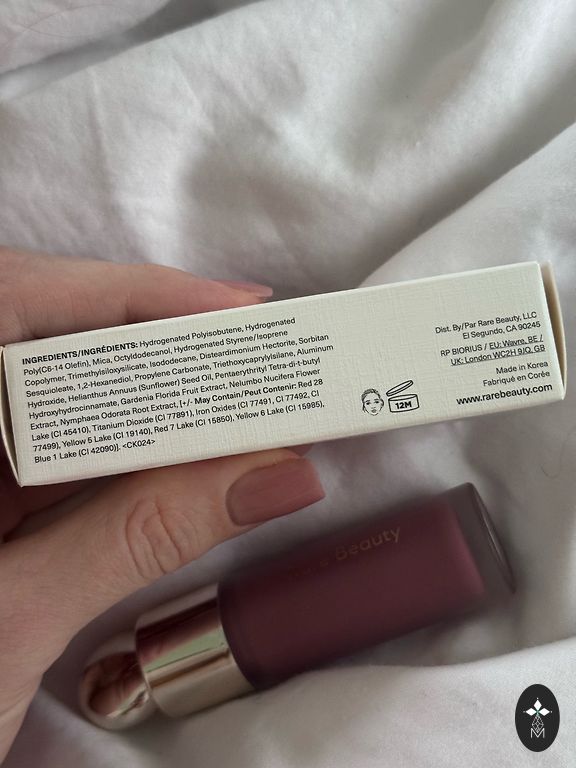 INGREDIENTS/INGRÉDIENTS: Hydrogenated Polyisobutene, Hydrogenated
Poly(C6-14 Olefin), Mica, Octyldodecanol, Hydrogenated Styrene/Isoprene
Copolymer, Trimethylsiloxysilicate, Isododecane, Disteardimonium Hectorite, Sorbitan
Sesquioleate, 1,2-Hexanediol, Propylene Carbonate, Triethoxycaprylylsilane, Aluminum
Hydroxide, Helianthus Annuus (Sunflower) Seed Oil, Pentaerythrityl Tetra-di-t-butyl
Hydroxyhydrocinnamate, Gardenia Florida Fruit Extract, Nelumbo Nucifera Flower
Extract, Nymphaea Odorata Root Extract, [+/- May Contain/Peut Contenir: Red 28
Lake (CI 45410), Titanium Dioxide (CI 77891), Iron Oxides (CI 77491, CI 77492, CI
77499), Yellow 5 Lake (CI 19140), Red 7 Lake (CI 15850), Yellow 6 Lake (CI 15985),
Blue 1 Lake (CI 42090)]. <CK024>
12M
Dist. By/Par Rare Beauty, LLC
El Segundo, CA 90245
RP BIORIUS / EU: Wavre, BE /
UK: London WC2H 9JQ, GB
Made in Korea
Fabriqué en Corée
www.rarebeauty.com
Rare Beauty
M